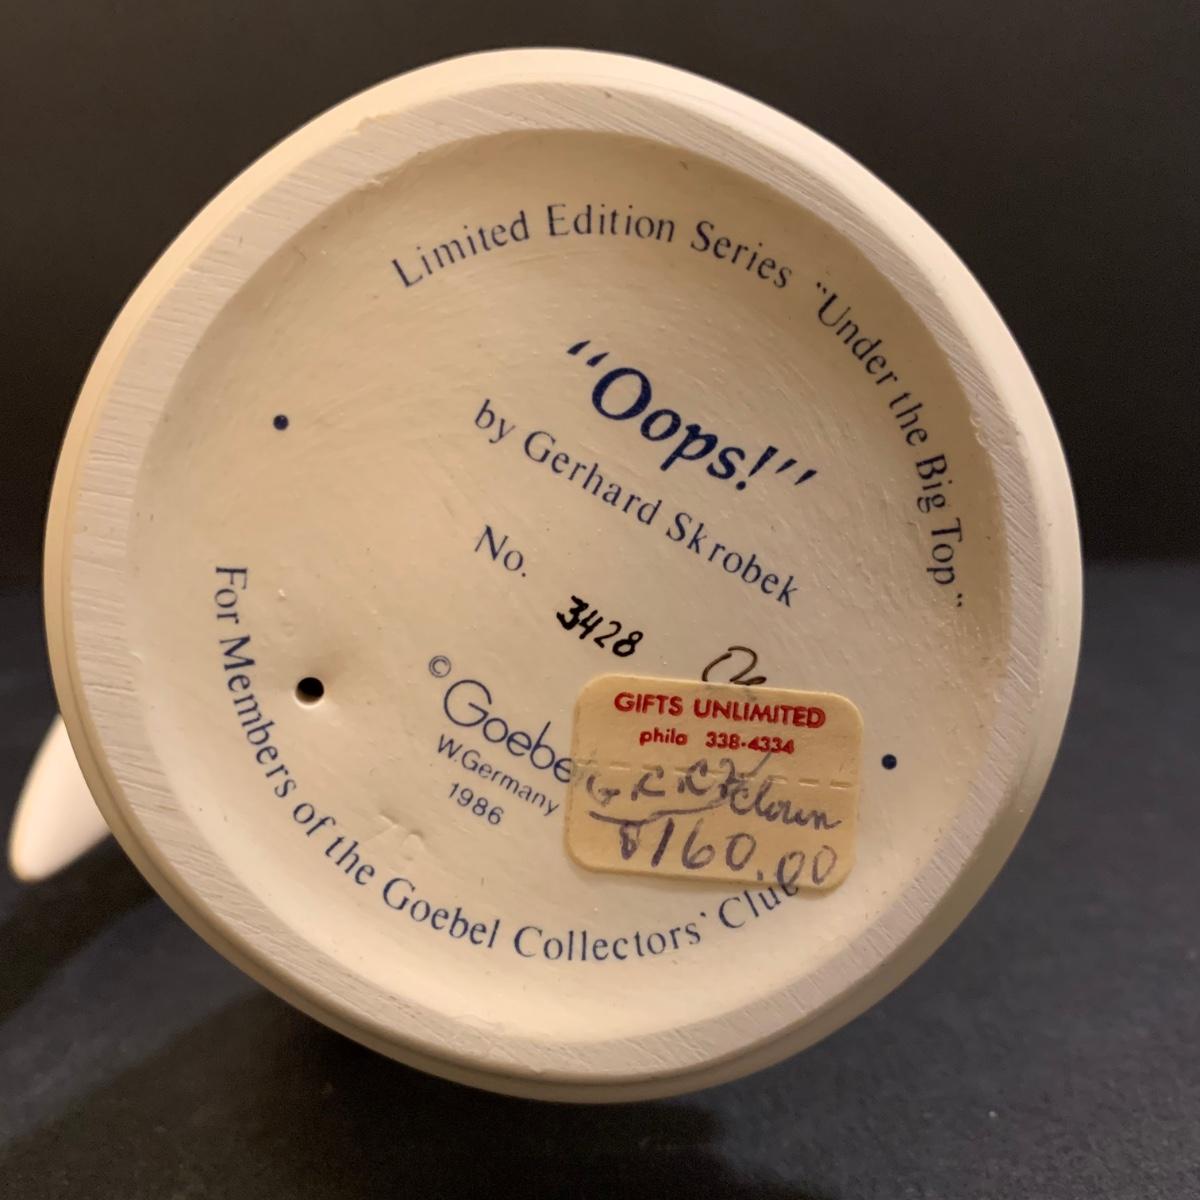 Limited Edition Series "Under the Big Top"
"Oops!"
by Gerhard Skrobek
No. 3428
© Goebel
W.Germany
1986
GIFTS UNLIMITED
phila 338-4334
clown
$160.00
For Members of the Goebel Collectors' Club